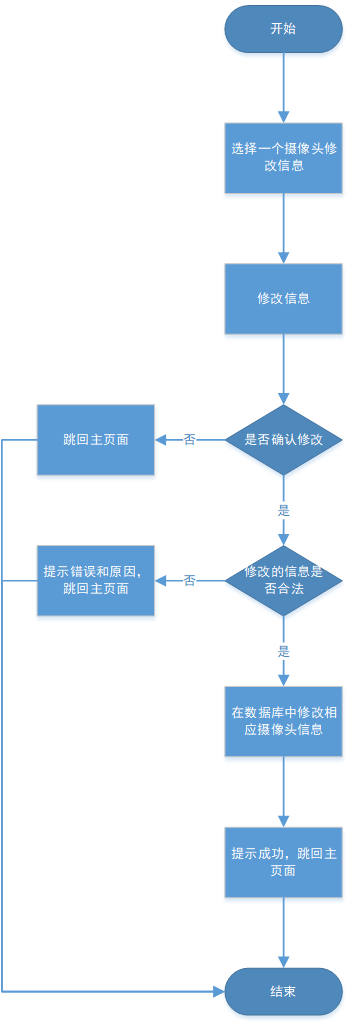 开始
选择一个摄像头修
改信息
修改信息
是否确认修改
否
跳回主页面
是
修改的信息是
否合法
否
提示错误和原因，
跳回主页面
是
在数据库中修改相
应摄像头信息
提示成功，跳回主
页面
结束